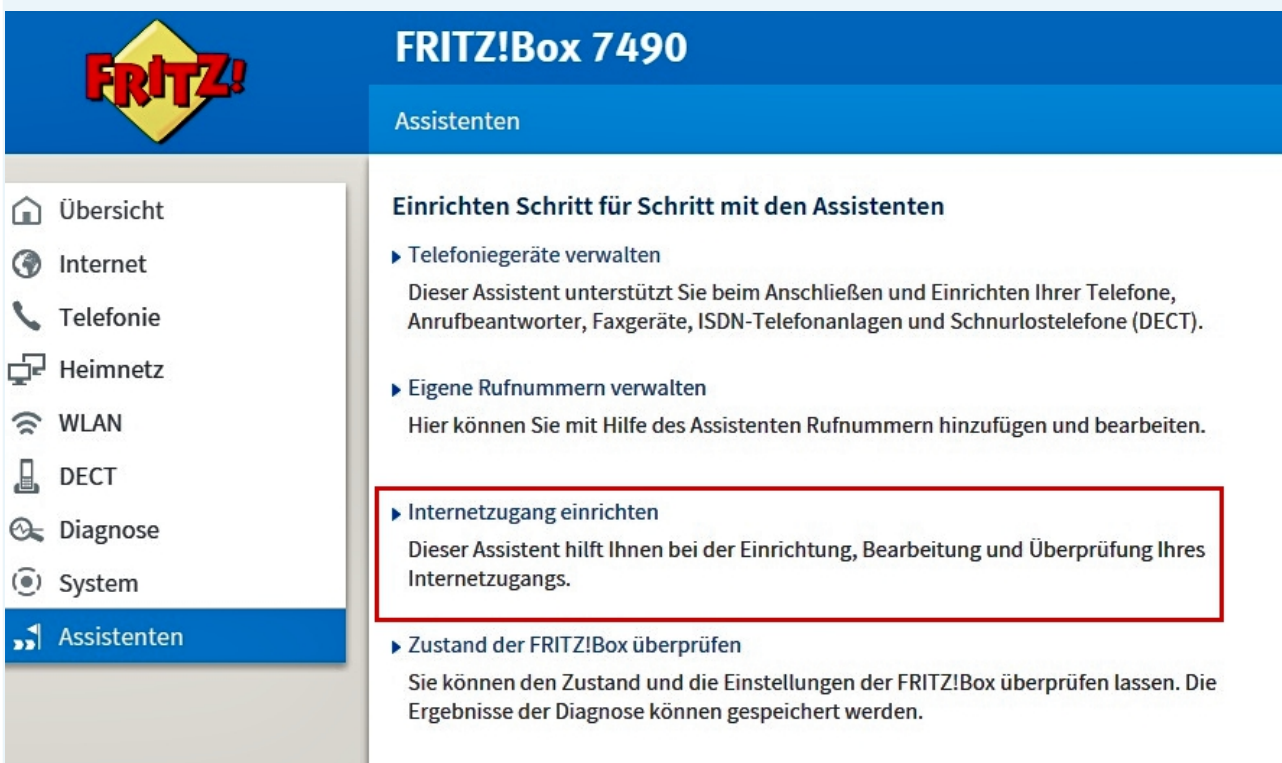 FRITZ!
FRITZ!Box 7490
Assistenten
Übersicht
Internet
Telefonie
Heimnetz
WLAN
DECT
Diagnose
System
Assistenten
Einrichten Schritt für Schritt mit den Assistenten
Telefoniegeräte verwalten
Dieser Assistent unterstützt Sie beim Anschließen und Einrichten Ihrer Telefone,
Anrufbeantworter, Faxgeräte, ISDN-Telefonanlagen und Schnurlostelefone (DECT).
Eigene Rufnummern verwalten
Hier können Sie mit Hilfe des Assistenten Rufnummern hinzufügen und bearbeiten.
Internetzugang einrichten
Dieser Assistent hilft Ihnen bei der Einrichtung, Bearbeitung und Überprüfung Ihres
Internetzugangs.
Zustand der FRITZ!Box überprüfen
Sie können den Zustand und die Einstellungen der FRITZ!Box überprüfen lassen. Die
Ergebnisse der Diagnose können gespeichert werden.